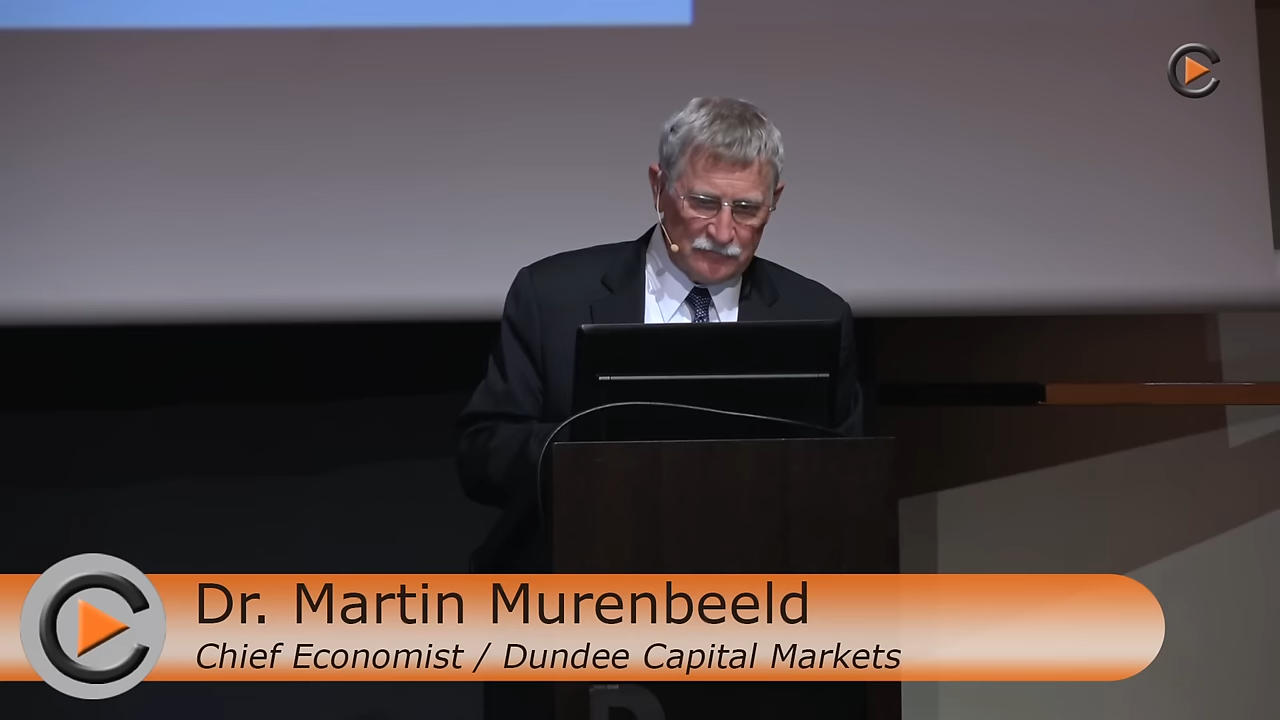 Dr. Martin Murenbeeld
Chief Economist / Dundee Capital Markets